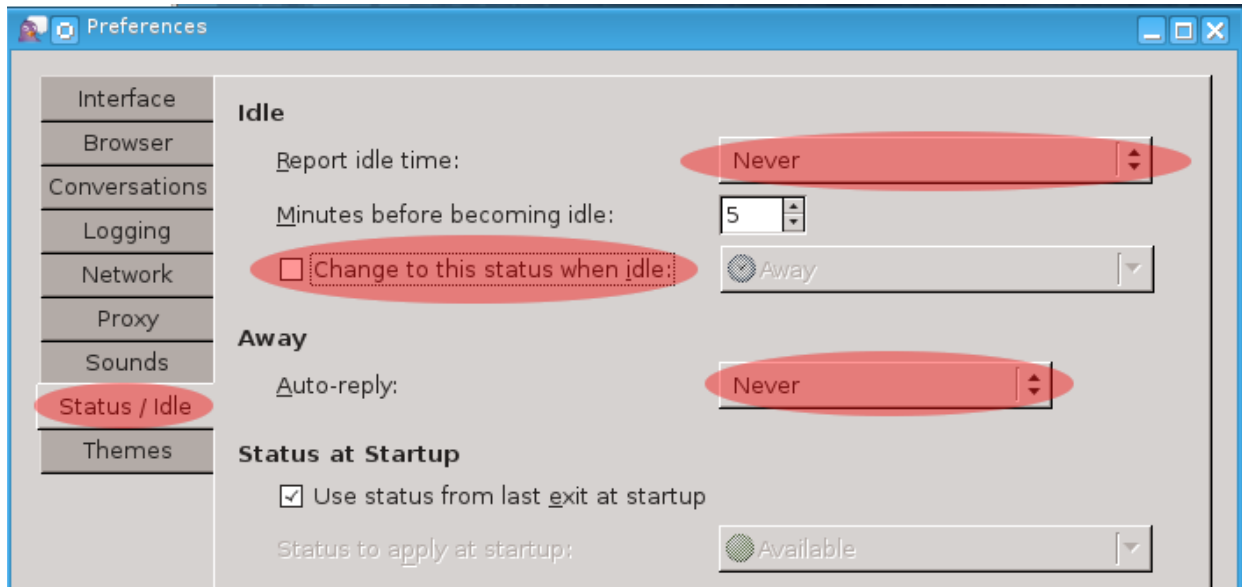 Preferences
Interface
Browser
Conversations
Logging
Network
Proxy
Sounds
Status / Idle
Themes
Idle
Report idle time: Never
Minutes before becoming idle: 5
Change to this status when idle: Away
Away
Auto-reply: Never
Status at Startup
Use status from last exit at startup
Status to apply at startup: Available